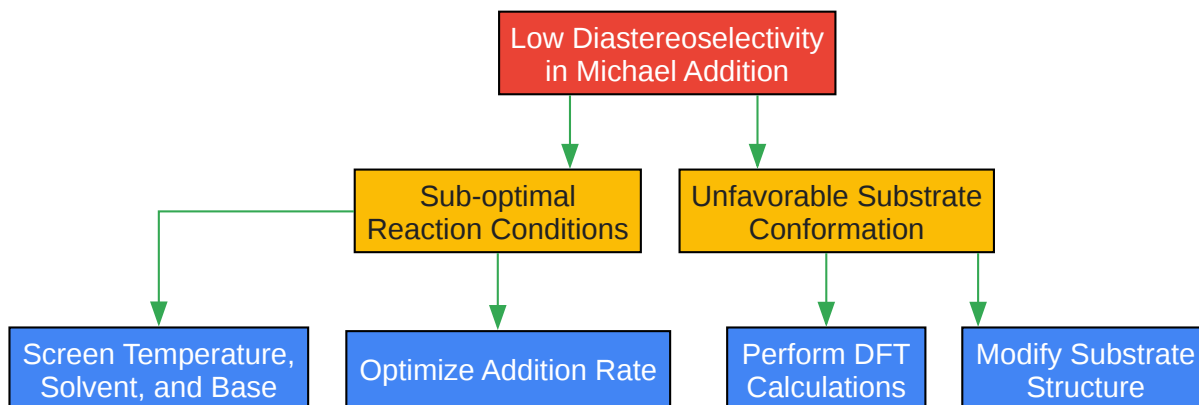 Low Diastereoselectivity
in Michael Addition
Sub-optimal
Reaction Conditions
Unfavorable Substrate
Conformation
Screen Temperature,
Solvent, and Base
Optimize Addition Rate
Perform DFT
Calculations
Modify Substrate
Structure